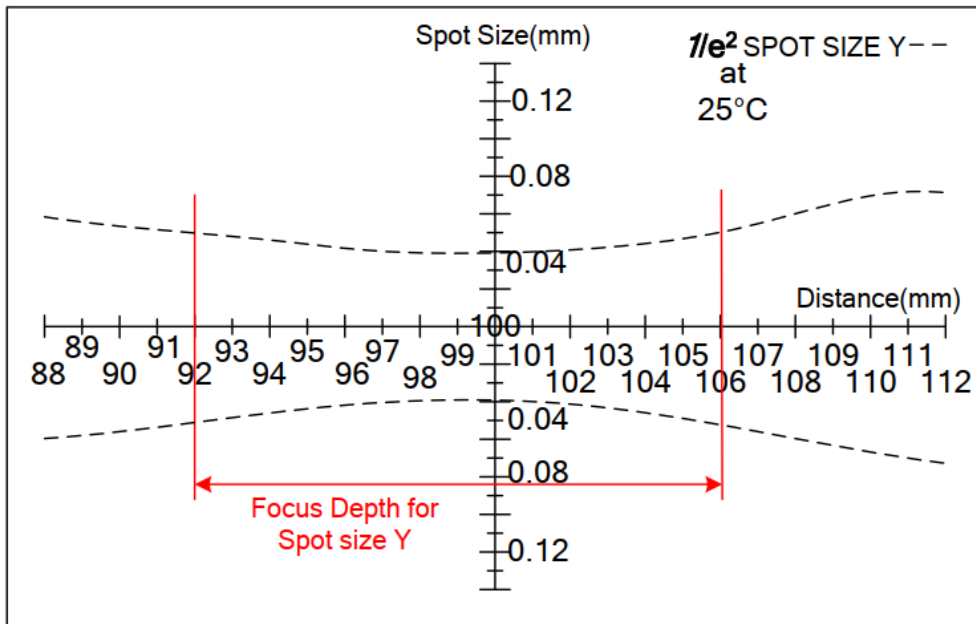 Spot Size(mm)
1/e² SPOT SIZE Y
at
25°C
0.12
0.08
0.04
Distance(mm)
100
89 91 93 95 97 99 101 103 105 107 109 111
88 90 92 94 96 98 102 104 106 108 110 112
0.04
0.08
Focus Depth for
Spot size Y
0.12